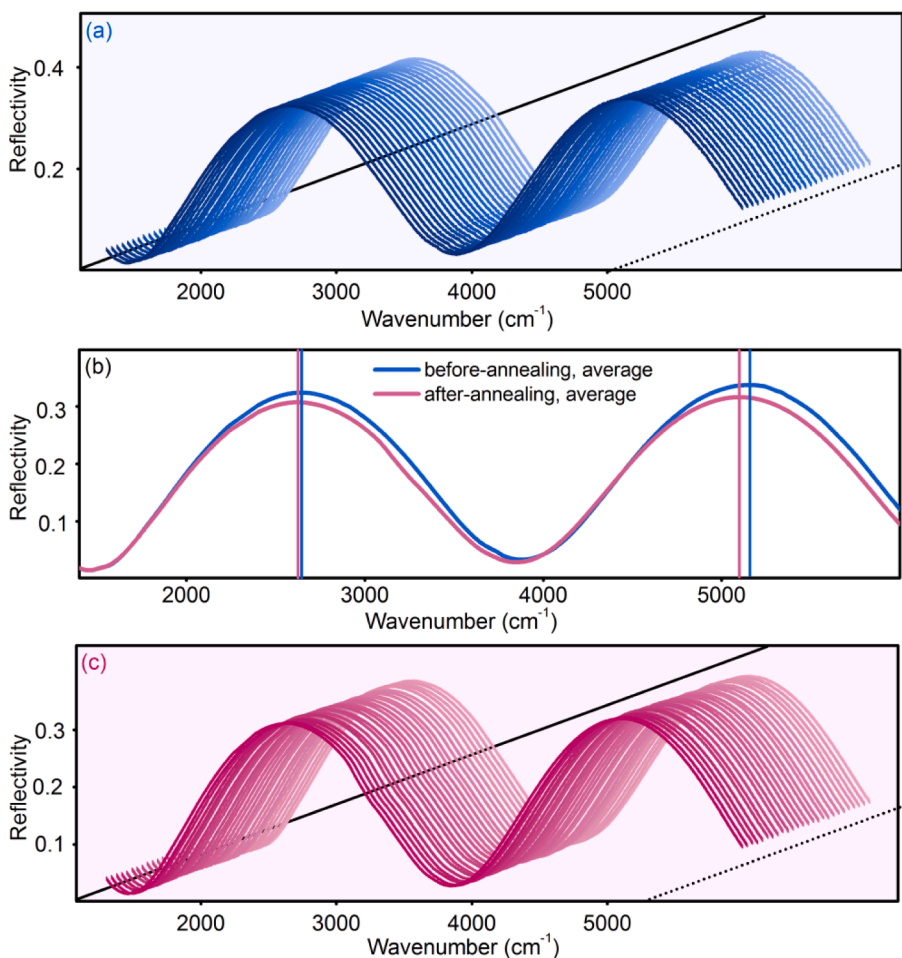 (a)
Reflectivity
0.4
0.2
2000 3000 4000 5000
Wavenumber (cm⁻¹)
(b)
before-annealing, average
after-annealing, average
Reflectivity
0.3
0.2
0.1
2000 3000 4000 5000
Wavenumber (cm⁻¹)
(c)
Reflectivity
0.3
0.2
0.1
2000 3000 4000 5000
Wavenumber (cm⁻¹)